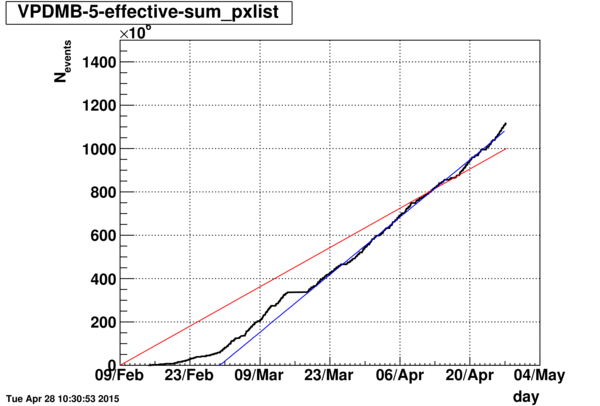 VPDMB-5-effective-sum_pxlist
×10⁶
N_events
1400
1200
1000
800
600
400
200
0
09/Feb 23/Feb 09/Mar 23/Mar 06/Apr 20/Apr 04/May
day
Tue Apr 28 10:30:53 2015